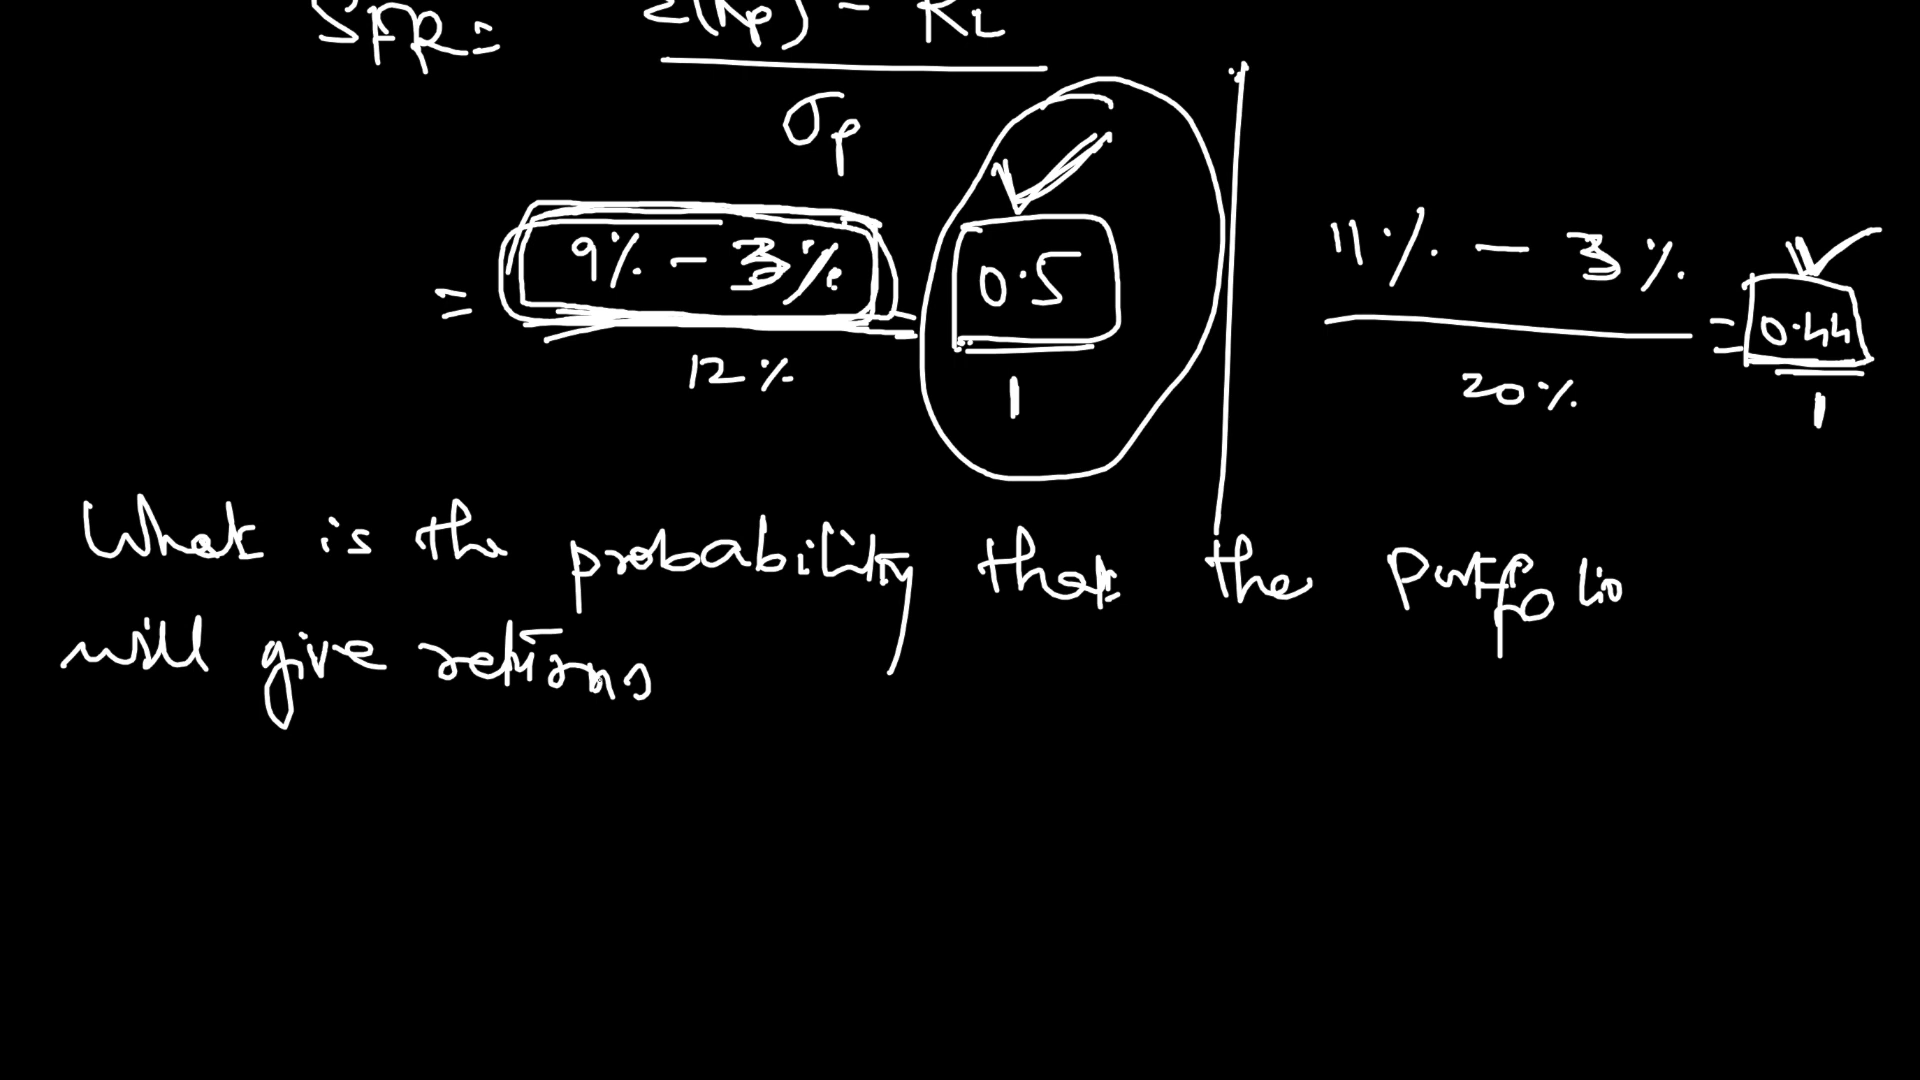 SFR = E(Rp) - RL
σp
= 9% - 3% = 0.5
12% 1
11% - 3% = 0.44
20% 1
What is the probability that the portfolio
will give returns